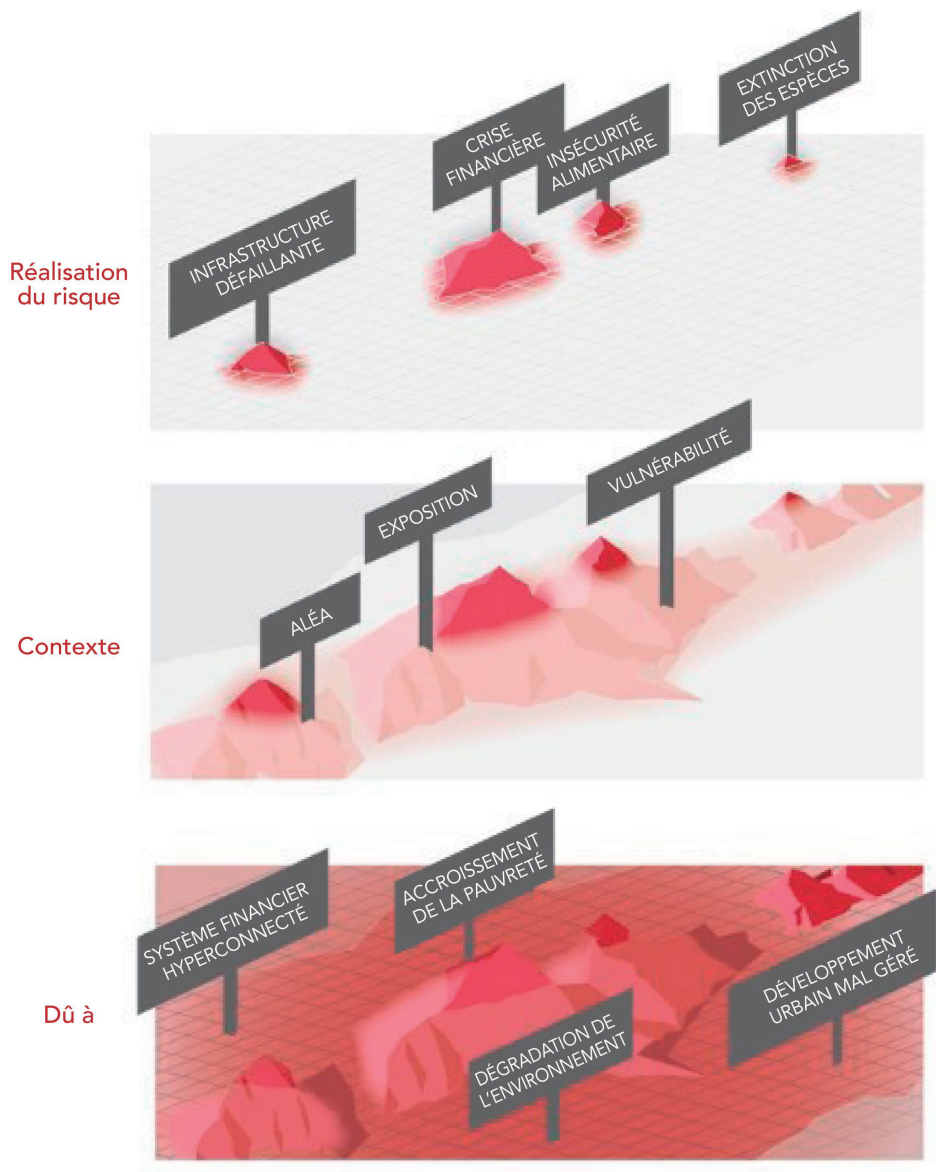 Réalisation
du risque
INFRASTRUCTURE
DÉFAILLANTE
CRISE
FINANCIÈRE
INSÉCURITÉ
ALIMENTAIRE
EXTINCTION
DES ESPÈCES
Contexte
ALÉA
EXPOSITION
VULNÉRABILITÉ
Dû à
SYSTÈME FINANCIER
HYPERCONNECTÉ
ACCROISSEMENT
DE LA PAUVRETÉ
DÉGRADATION DE
L'ENVIRONNEMENT
DÉVELOPPEMENT
URBAIN MAL GÉRÉ